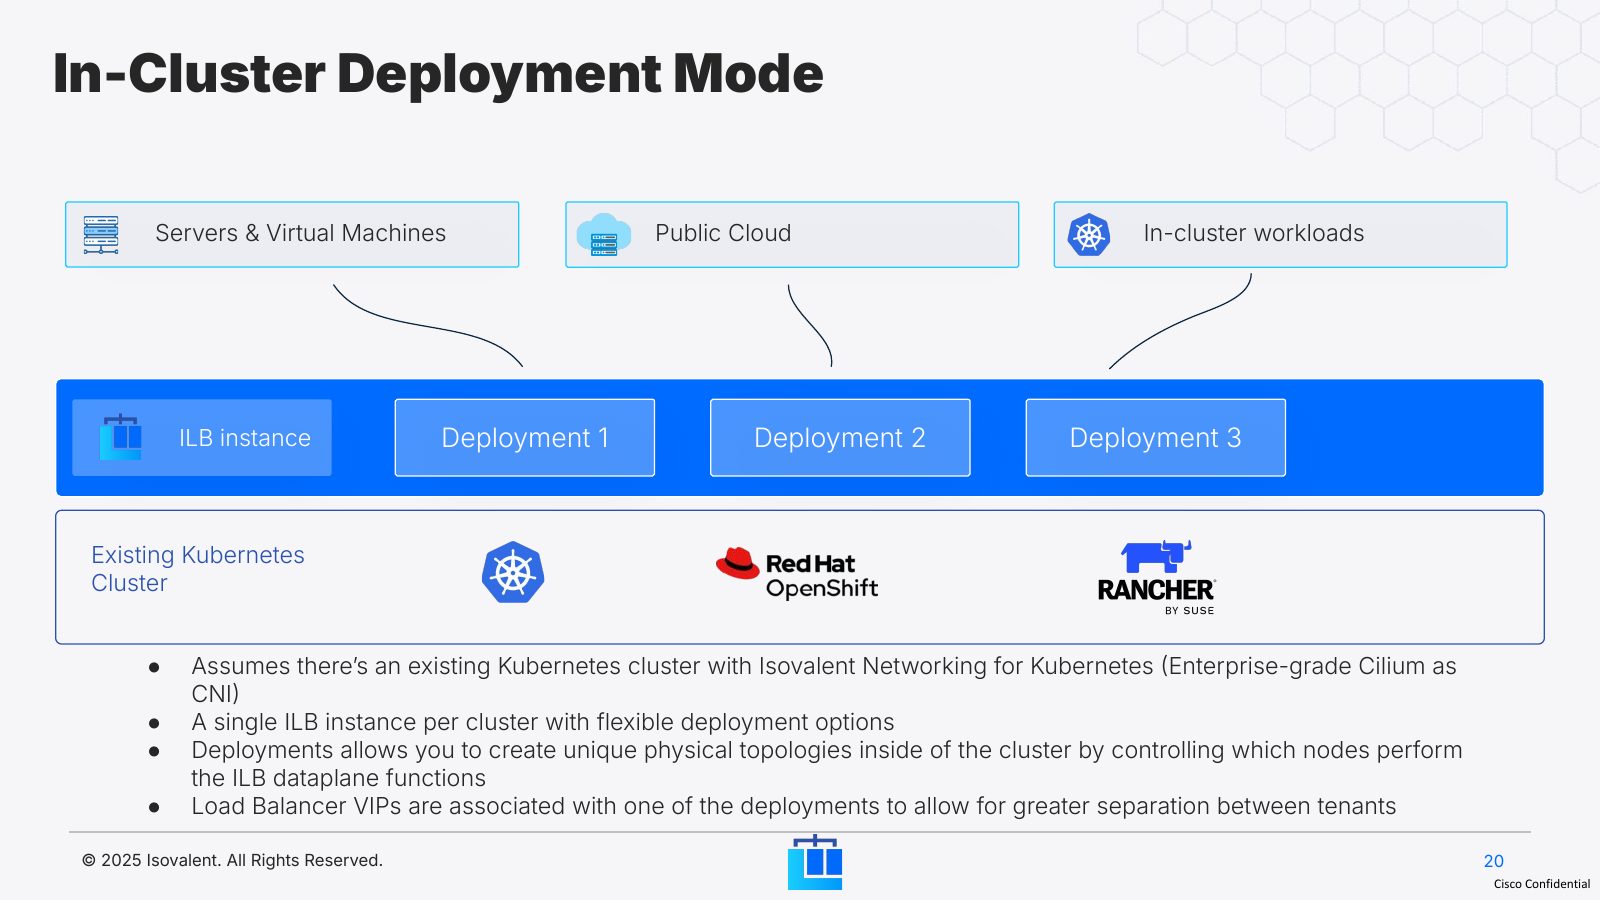 In-Cluster Deployment Mode
Servers & Virtual Machines
Public Cloud
In-cluster workloads
ILB instance
Deployment 1
Deployment 2
Deployment 3
Existing Kubernetes
Cluster
Red Hat
OpenShift
RANCHER®
BY SUSE
● Assumes there’s an existing Kubernetes cluster with Isovalent Networking for Kubernetes (Enterprise-grade Cilium as
CNI)
● A single ILB instance per cluster with flexible deployment options
● Deployments allows you to create unique physical topologies inside of the cluster by controlling which nodes perform
the ILB dataplane functions
● Load Balancer VIPs are associated with one of the deployments to allow for greater separation between tenants
© 2025 Isovalent. All Rights Reserved.
20
Cisco Confidential